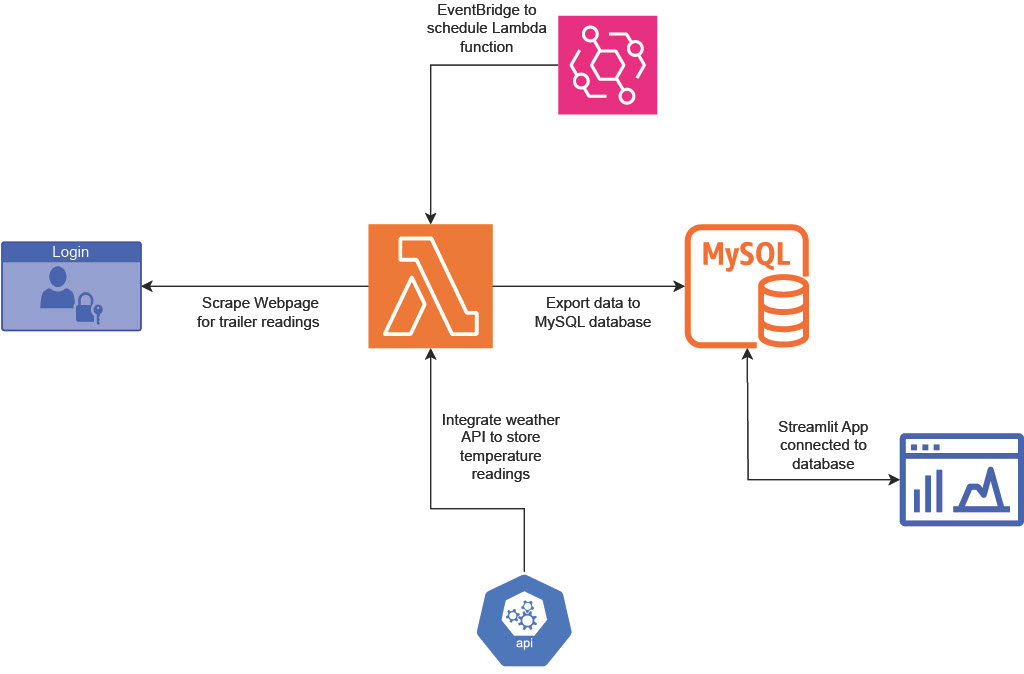 EventBridge to
schedule Lambda
function
Login
Scrape Webpage
for trailer readings
MySQL
Export data to
MySQL database
Integrate weather
API to store
temperature
readings
Streamlit App
connected to
database
api